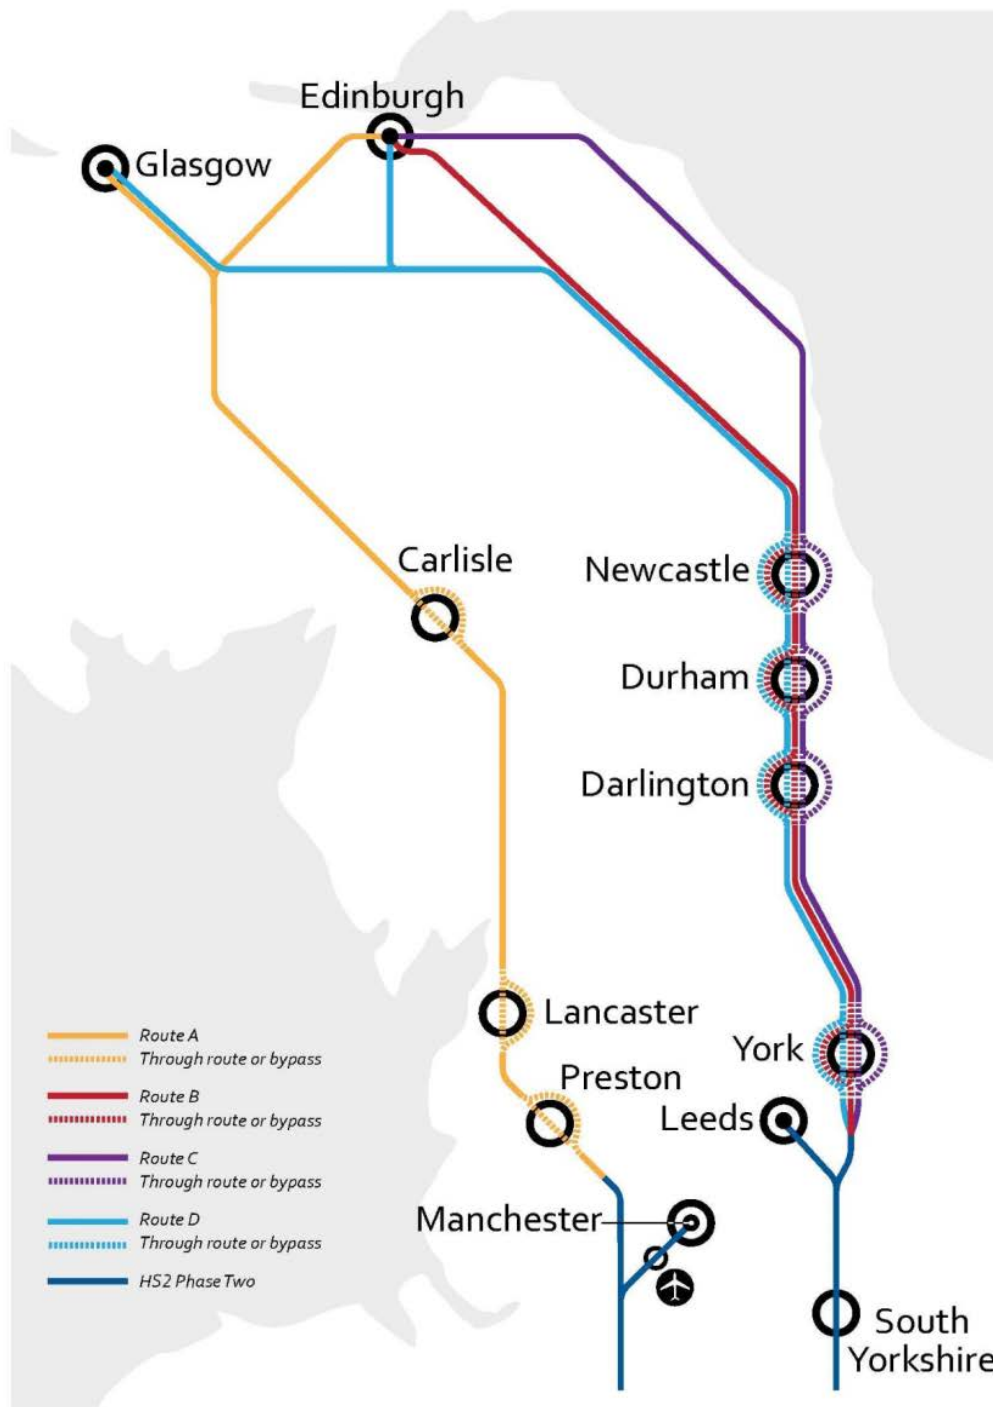 Edinburgh
Glasgow
Carlisle
Newcastle
Durham
Darlington
Lancaster
York
Preston
Leeds
Manchester
South
Yorkshire
Route A
Through route or bypass
Route B
Through route or bypass
Route C
Through route or bypass
Route D
Through route or bypass
HS2 Phase Two